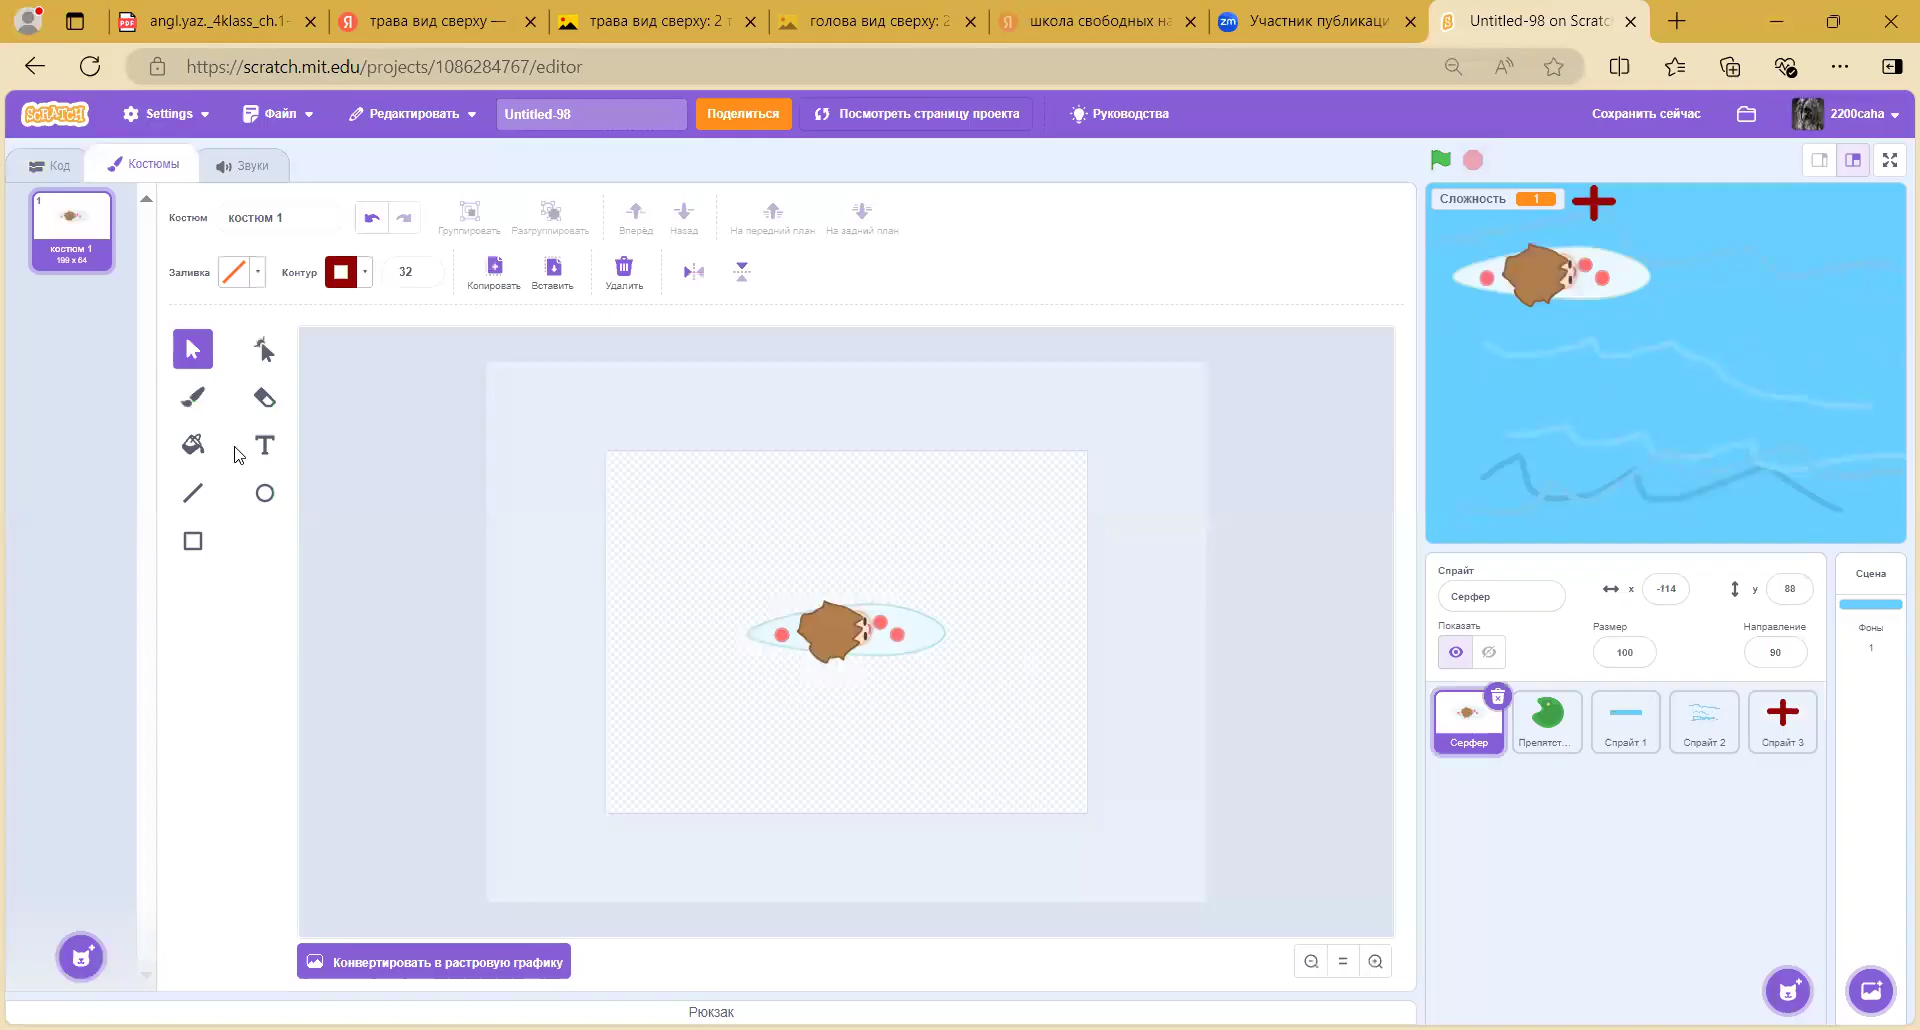 angl.yaz._4klass_ch.1-
трава вид сверху —
трава вид сверху: 2 т
голова вид сверху: 2
школа свободных на
zm
Участник публикаци
Untitled-98 on Scratc
https://scratch.mit.edu/projects/1086284767/editor
SCRATCH
Settings
Файл
Редактировать
Untitled-98
Поделиться
Посмотреть страницу проекта
Руководства
Сохранить сейчас
2200caha
Код
Костюмы
Звуки
1
костюм 1
199 x 64
Костюм
костюм 1
Группировать
Разгруппировать
Вперёд
Назад
На передний план
На задний план
Заливка
Контур
32
Копировать
Вставить
Удалить
Конвертировать в растровую графику
Рюкзак
Сложность 1
Спрайт
Серфер
x -114
y 88
Показать
Размер
100
Направление
90
Серфер
Препятст...
Спрайт 1
Спрайт 2
Спрайт 3
Сцена
Фоны
1